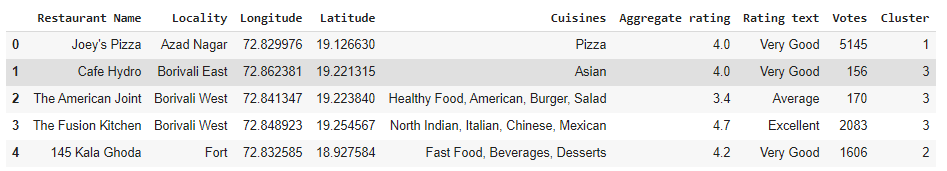 Restaurant Name Locality Longitude Latitude Cuisines Aggregate rating Rating text Votes Cluster
0 Joey's Pizza Azad Nagar 72.829976 19.126630 Pizza 4.0 Very Good 5145 1
1 Cafe Hydro Borivali East 72.862381 19.221315 Asian 4.0 Very Good 156 3
2 The American Joint Borivali West 72.841347 19.223840 Healthy Food, American, Burger, Salad 3.4 Average 170 3
3 The Fusion Kitchen Borivali West 72.848923 19.254567 North Indian, Italian, Chinese, Mexican 4.7 Excellent 2083 3
4 145 Kala Ghoda Fort 72.832585 18.927584 Fast Food, Beverages, Desserts 4.2 Very Good 1606 2